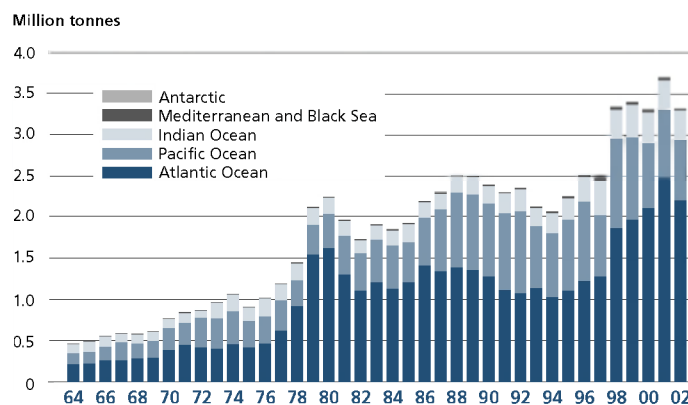 Million tonnes
4.0
3.5
3.0
2.5
2.0
1.5
1.0
0.5
0
Antarctic
Mediterranean and Black Sea
Indian Ocean
Pacific Ocean
Atlantic Ocean
64 66 68 70 72 74 76 78 80 82 84 86 88 90 92 94 96 98 00 02